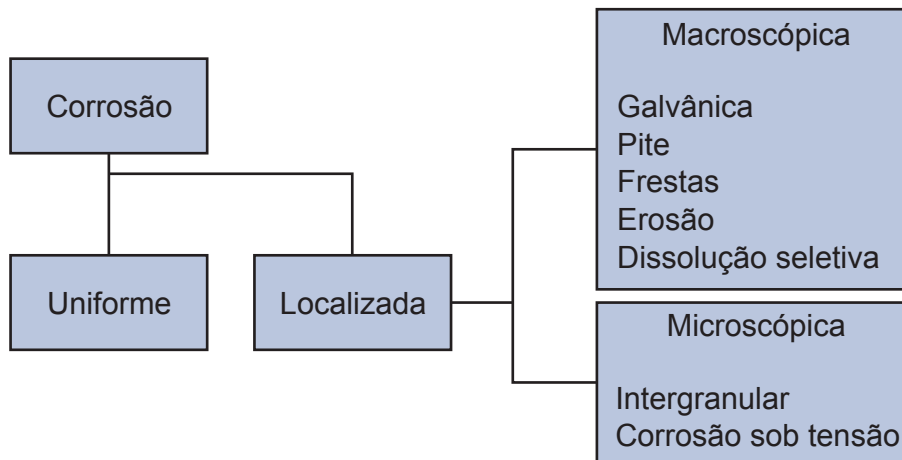 Corrosão
Uniforme
Localizada
Macroscópica
Galvânica
Pite
Frestas
Erosão
Dissolução seletiva
Microscópica
Intergranular
Corrosão sob tensão